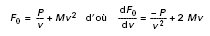 F₀ = P/v + Mv² d'où dF₀/dv = −P/v² + 2 Mv